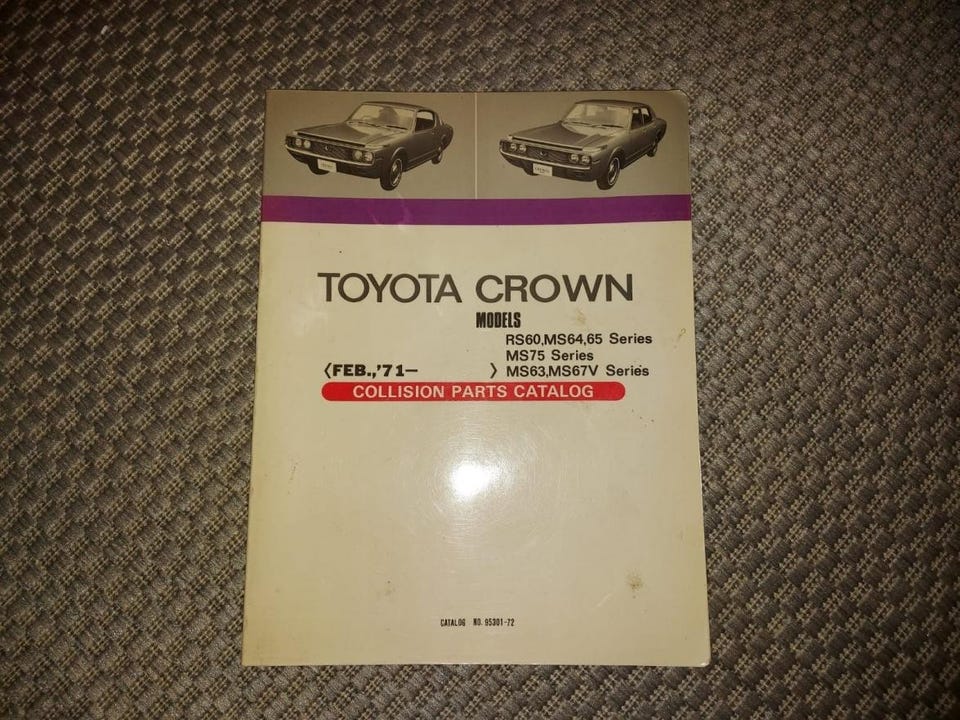 TOYOTA CROWN
MODELS
RS60,MS64,65 Series
MS75 Series
〈FEB.,'71— 〉 MS63,MS67V Series
COLLISION PARTS CATALOG
CATALOG NO. 95301-72